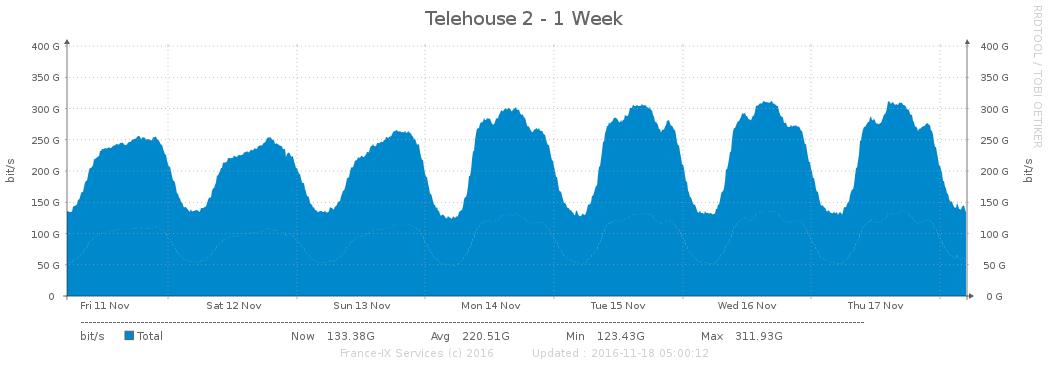 Telehouse 2 - 1 Week
RRDTOOL / TOBI OETIKER
400 G 400 G
350 G 350 G
300 G 300 G
250 G 250 G
200 G 200 G
150 G 150 G
100 G 100 G
50 G 50 G
0 0 G
bit/s bit/s
Fri 11 Nov Sat 12 Nov Sun 13 Nov Mon 14 Nov Tue 15 Nov Wed 16 Nov Thu 17 Nov
bit/s Total Now 133.38G Avg 220.51G Min 123.43G Max 311.93G
France-IX Services (c) 2016 Updated : 2016-11-18 05:00:12